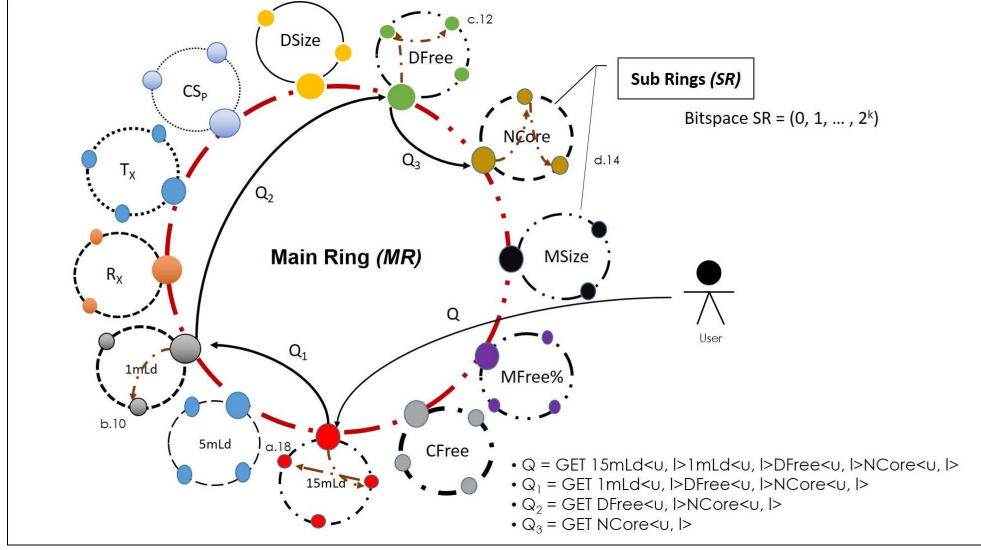 c.12
DSize
DFree
CS_P
Sub Rings (SR)
NCore
Bitspace SR = (0, 1, … , 2^k)
Q_3
d.14
T_X
Q_2
Main Ring (MR)
MSize
R_X
Q
User
Q_1
1mLd
MFree%
b.10
5mLd
a.18
CFree
15mLd
• Q = GET 15mLd<u, l>1mLd<u, l>DFree<u, l>NCore<u, l>
• Q_1 = GET 1mLd<u, l>DFree<u, l>NCore<u, l>
• Q_2 = GET DFree<u, l>NCore<u, l>
• Q_3 = GET NCore<u, l>